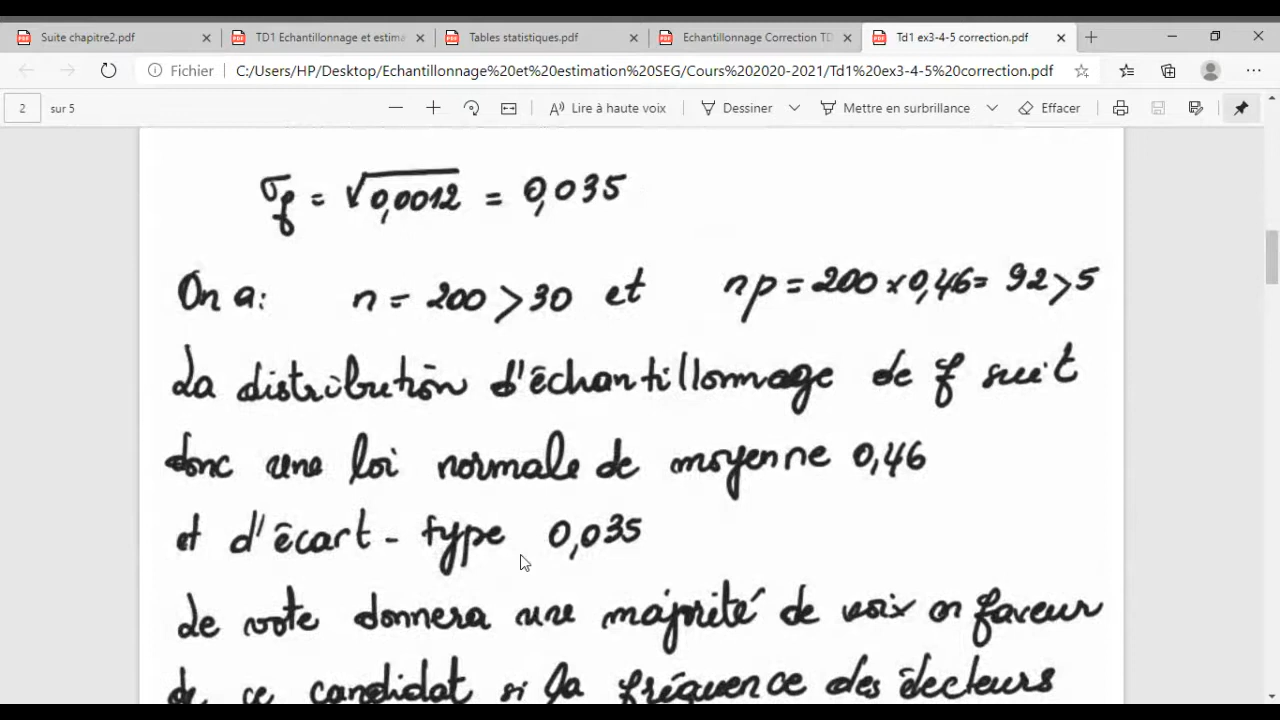 Suite chapitre2.pdf
TD1 Echantillonnage et estima
Tables statistiques.pdf
Echantillonnage Correction TD
Td1 ex3-4-5 correction.pdf
Fichier
C:/Users/HP/Desktop/Echantillonnage%20et%20estimation%20SEG/Cours%202020-2021/Td1%20ex3-4-5%20correction.pdf
2 sur 5
Lire à haute voix
Dessiner
Mettre en surbrillance
Effacer
σf = √0,0012 = 0,035
On a: n = 200 > 30 et np = 200 × 0,46 = 92 > 5
La distribution d'échantillonnage de f suit
donc une loi normale de moyenne 0,46
et d'écart-type 0,035
Le vote donnera une majorité de voix en faveur
de ce candidat si la fréquence des électeurs